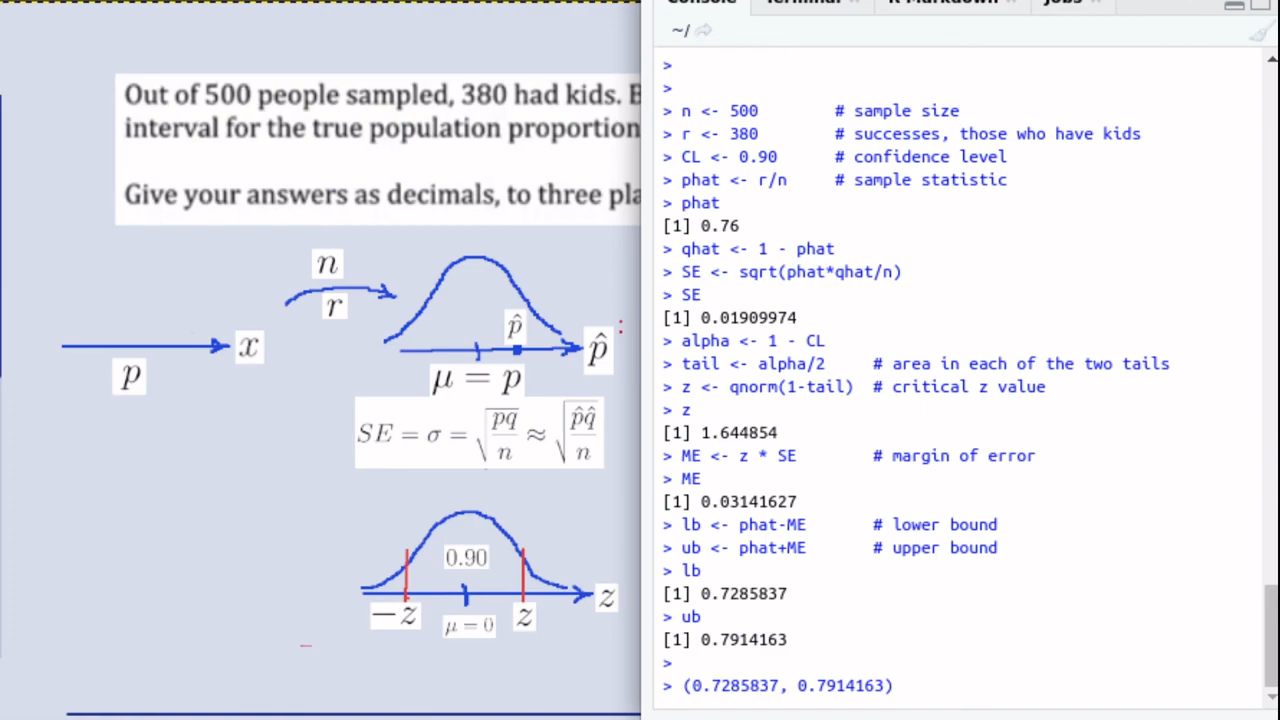 Out of 500 people sampled, 380 had kids.
interval for the true population proportion
Give your answers as decimals, to three
n
r
x
p
p̂
p̂
μ = p
SE = σ = √(pq/n) ≈ √(p̂q̂/n)
0.90
−z
μ = 0
z
z
Console Terminal × R Markdown × Jobs ×
~/
>
>
> n <- 500        # sample size
> r <- 380        # successes, those who have kids
> CL <- 0.90      # confidence level
> phat <- r/n     # sample statistic
> phat
[1] 0.76
> qhat <- 1 - phat
> SE <- sqrt(phat*qhat/n)
> SE
[1] 0.01909974
> alpha <- 1 - CL
> tail <- alpha/2     # area in each of the two tails
> z <- qnorm(1-tail)  # critical z value
> z
[1] 1.644854
> ME <- z * SE        # margin of error
> ME
[1] 0.03141627
> lb <- phat-ME       # lower bound
> ub <- phat+ME       # upper bound
> lb
[1] 0.7285837
> ub
[1] 0.7914163
>
> (0.7285837, 0.7914163)